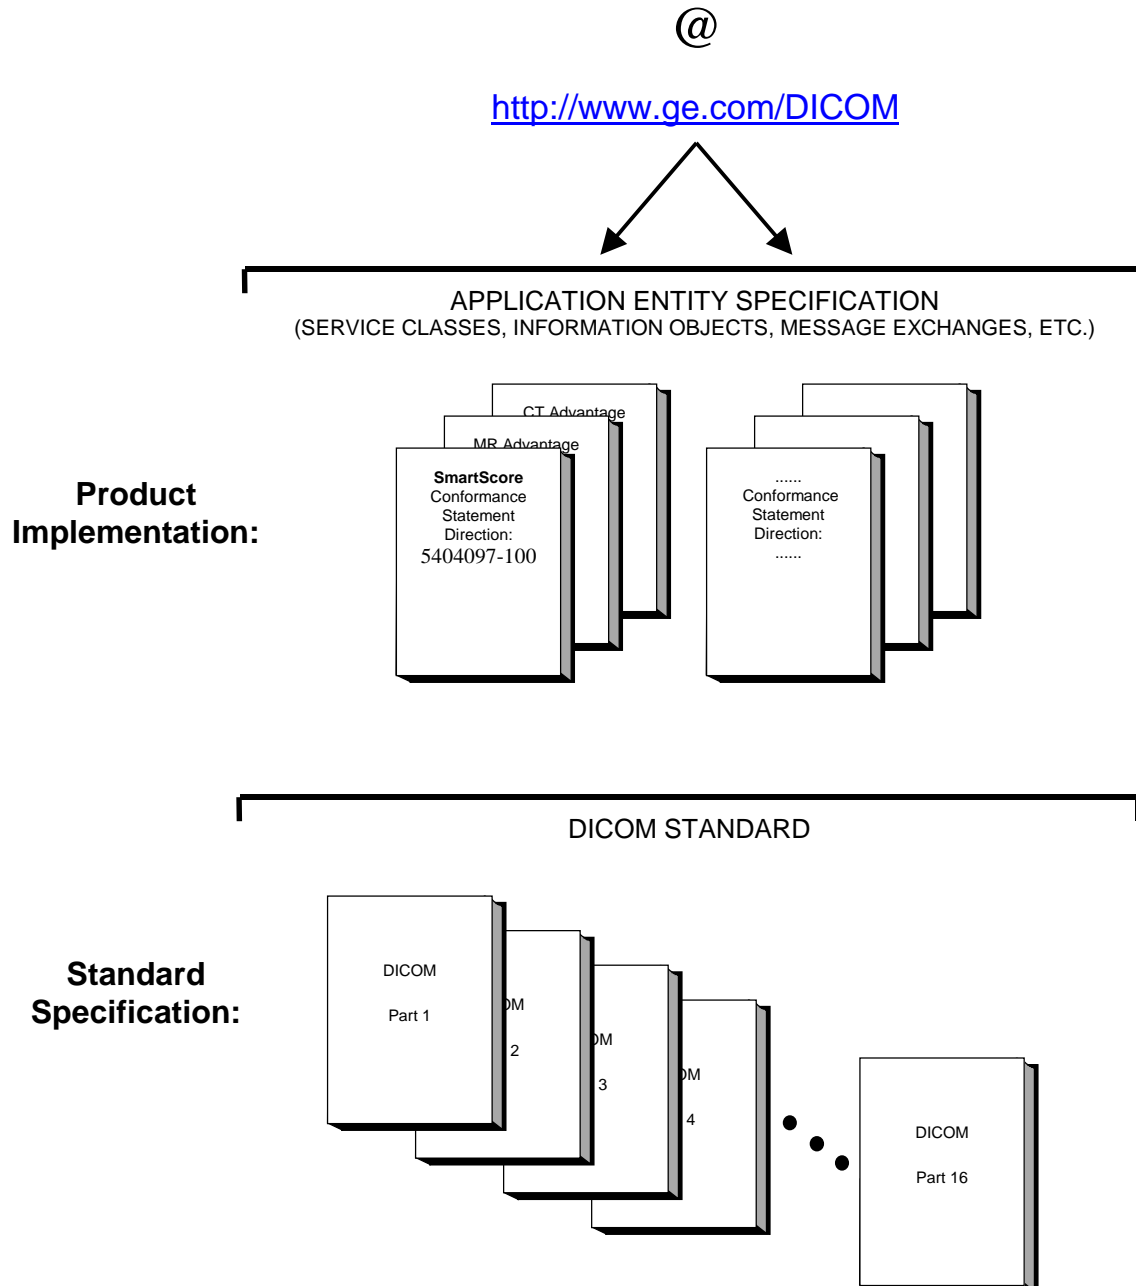 @
http://www.ge.com/DICOM
APPLICATION ENTITY SPECIFICATION
(SERVICE CLASSES, INFORMATION OBJECTS, MESSAGE EXCHANGES, ETC.)
Product
Implementation:
CT Advantage
MR Advantage
SmartScore
Conformance
Statement
Direction:
5404097-100
......
Conformance
Statement
Direction:
......
DICOM STANDARD
Standard
Specification:
DICOM
Part 1
OM
2
OM
3
OM
4
DICOM
Part 16